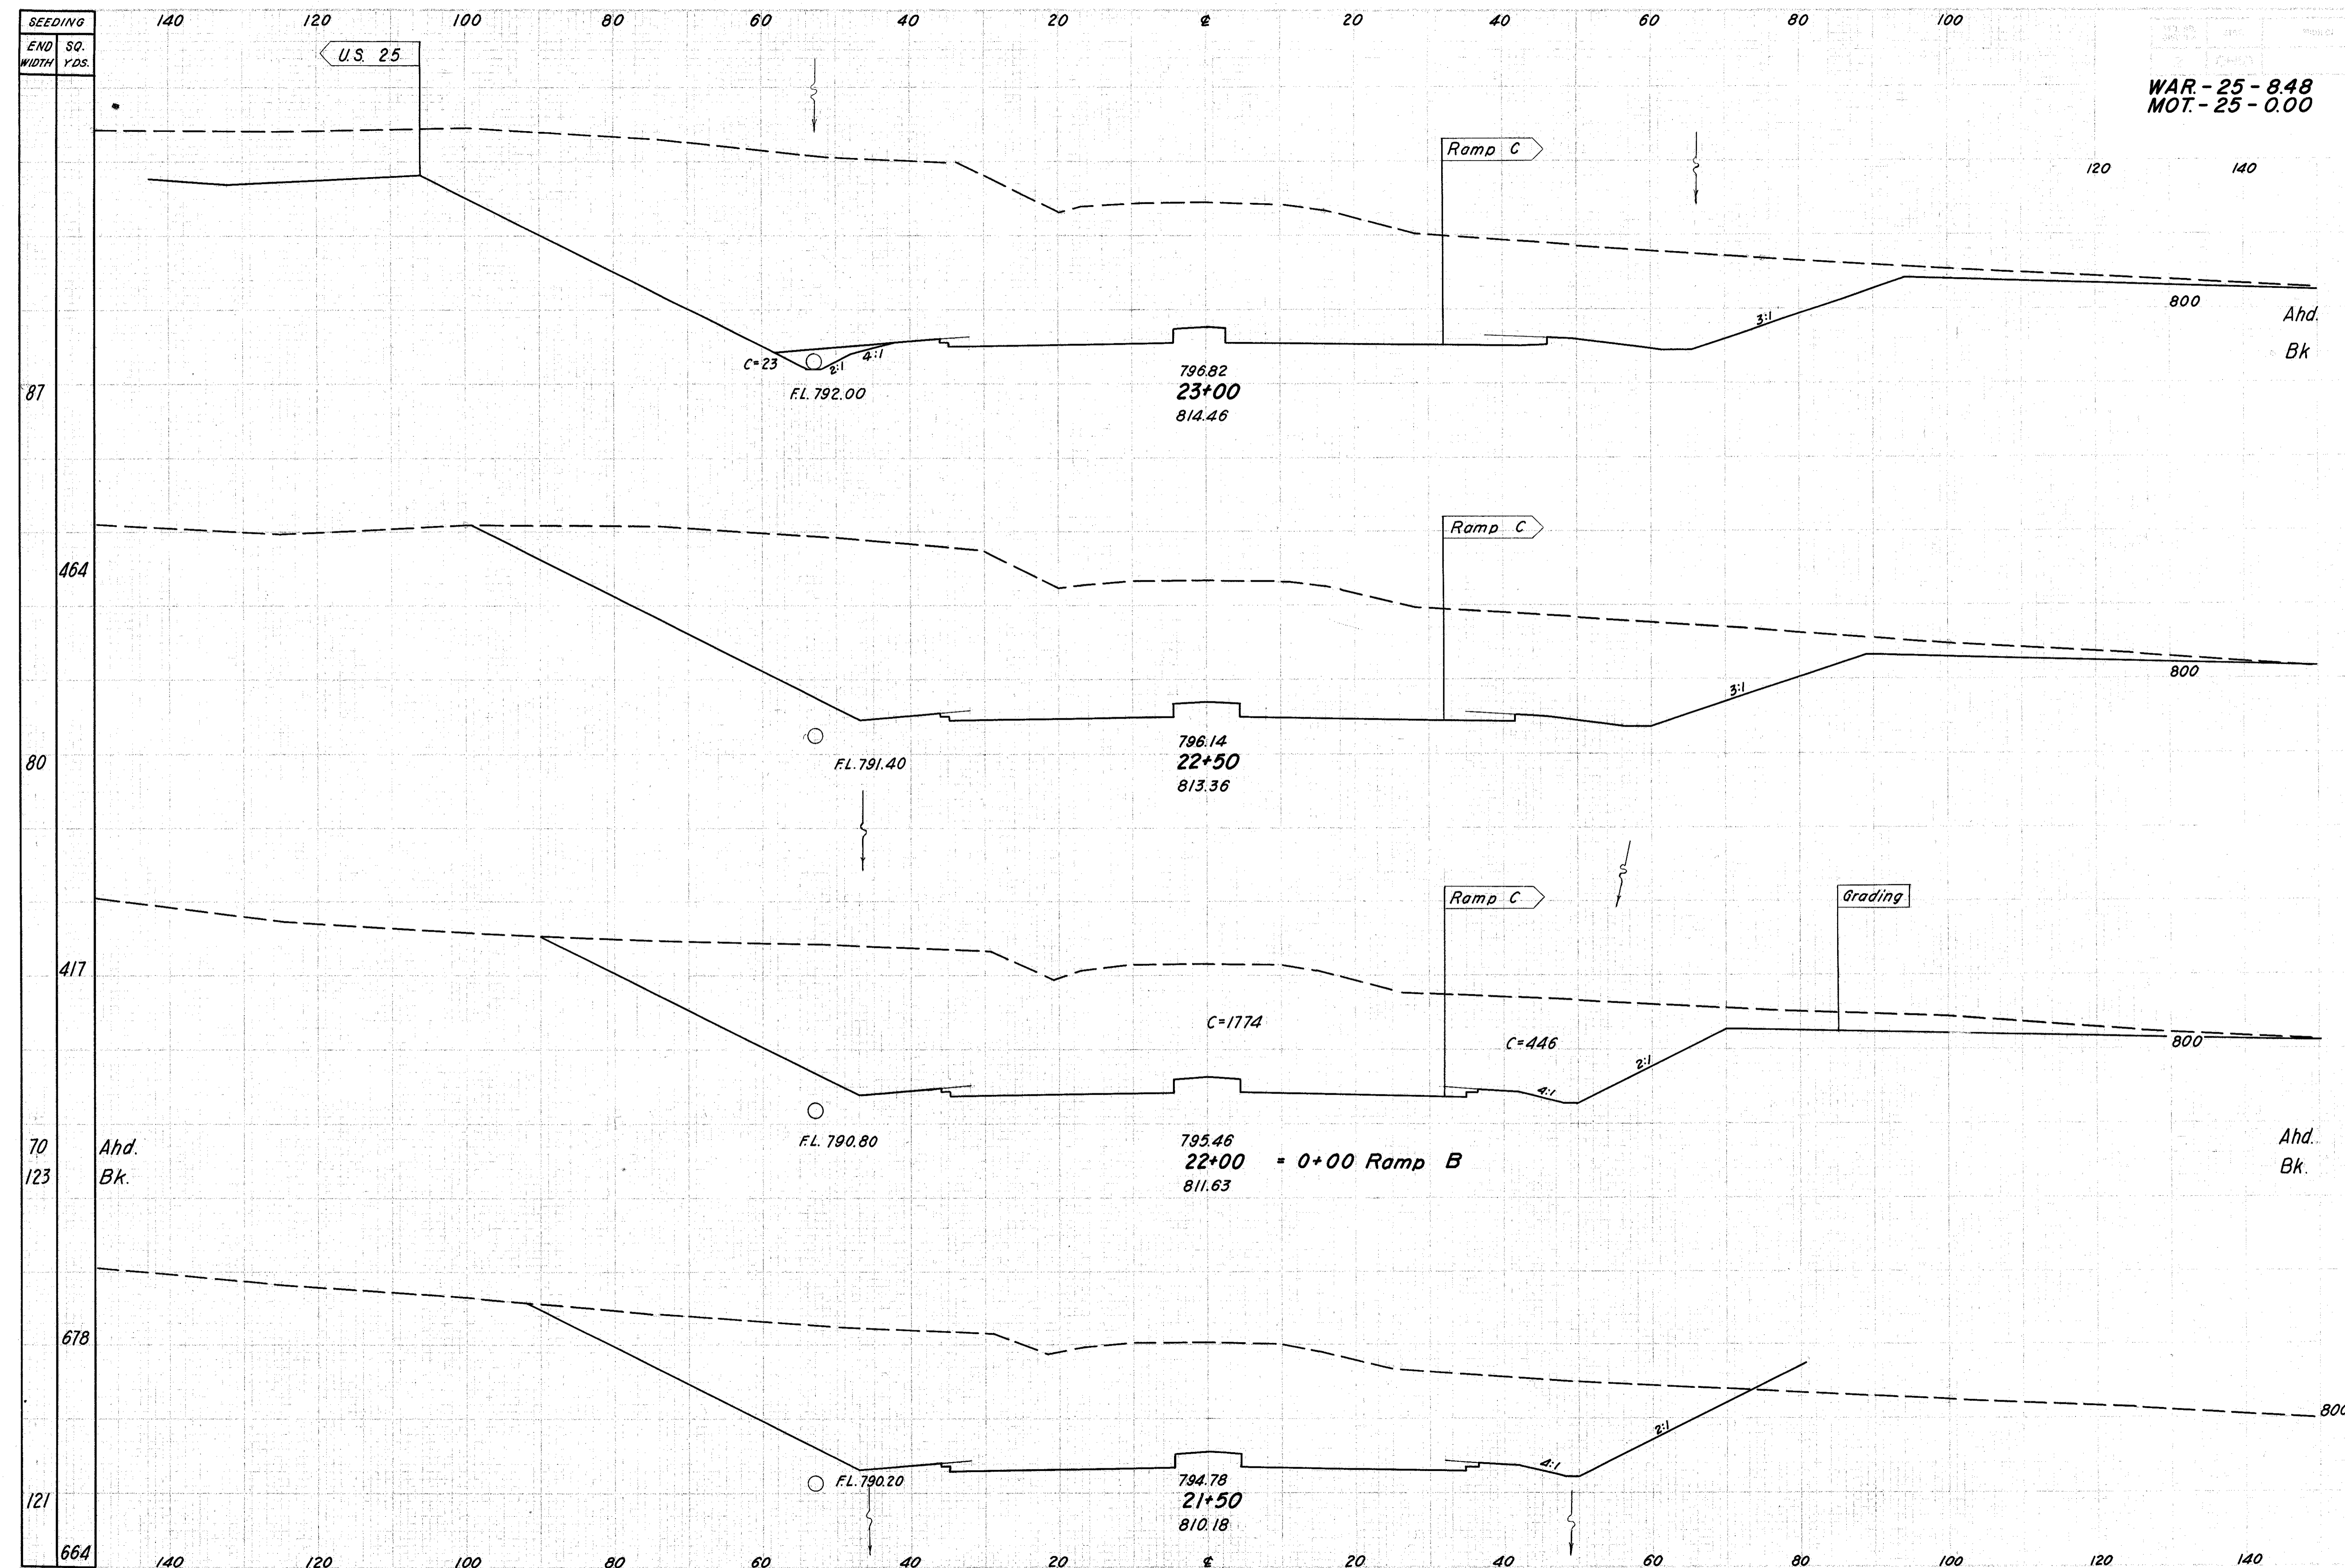 SEEDING
END WIDTH
SQ. YDS.
140 120 100 80 60 40 20 ℄ 20 40 60 80 100
WAR.-25-8.48
MOT.-25-0.00
120 140
U.S. 25
Ramp C
3:1
800
Ahd.
Bk
C=23
2:1
4:1
F.L. 792.00
796.82
23+00
814.46
87
Ramp C
464
3:1
800
F.L. 791.40
796.14
22+50
813.36
80
Ramp C
Grading
417
C=1774
C=446
4:1
2:1
800
F.L. 790.80
795.46
22+00 = 0+00 Ramp B
811.63
70 Ahd.
123 Bk.
Ahd.
Bk.
678
4:1
2:1
800
F.L. 790.20
794.78
21+50
810.18
121
664
140 120 100 80 60 40 20 ℄ 20 40 60 80 100 120 140